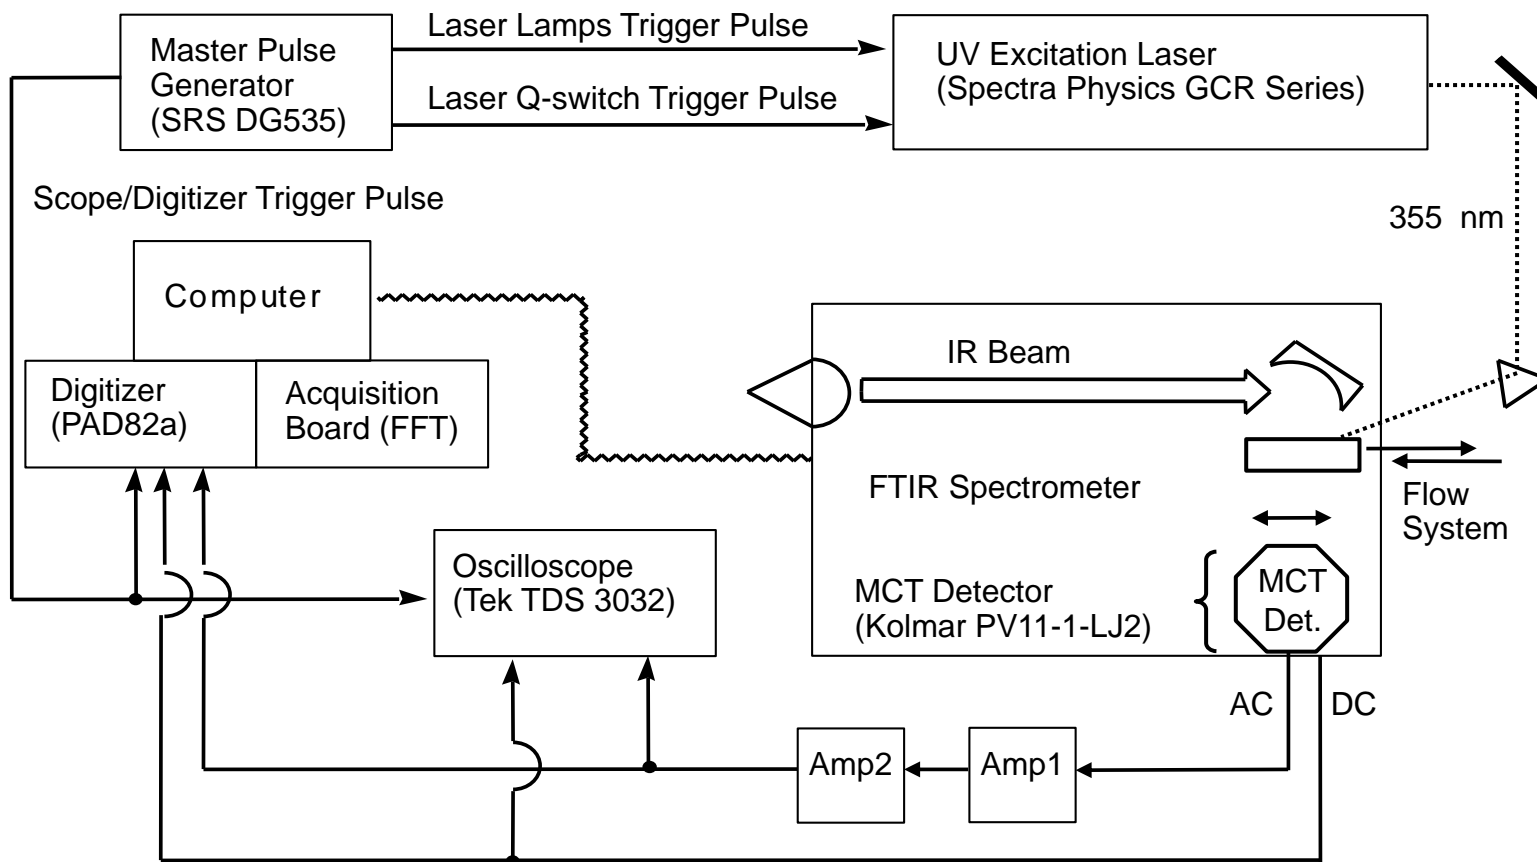 Master Pulse
Generator
(SRS DG535)
Laser Lamps Trigger Pulse
Laser Q-switch Trigger Pulse
UV Excitation Laser
(Spectra Physics GCR Series)
Scope/Digitizer Trigger Pulse
355 nm
Computer
Digitizer
(PAD82a)
Acquisition
Board (FFT)
IR Beam
FTIR Spectrometer
Flow
System
Oscilloscope
(Tek TDS 3032)
MCT Detector
(Kolmar PV11-1-LJ2)
MCT
Det.
AC
DC
Amp2
Amp1